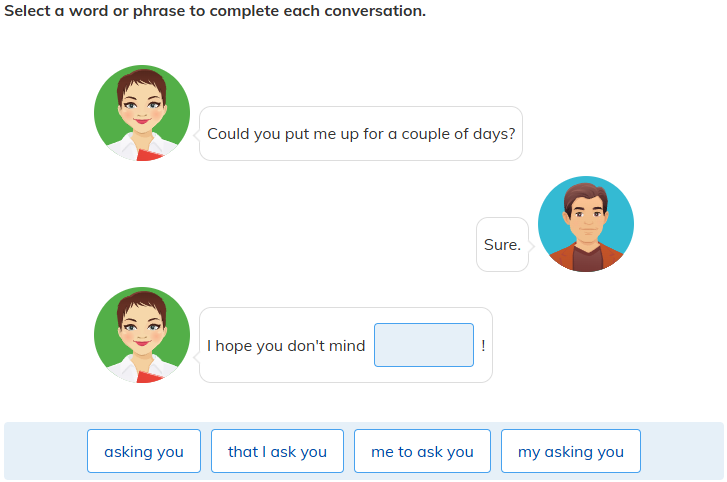 Select a word or phrase to complete each conversation.
Could you put me up for a couple of days?
Sure.
I hope you don't mind !
asking you
that I ask you
me to ask you
my asking you